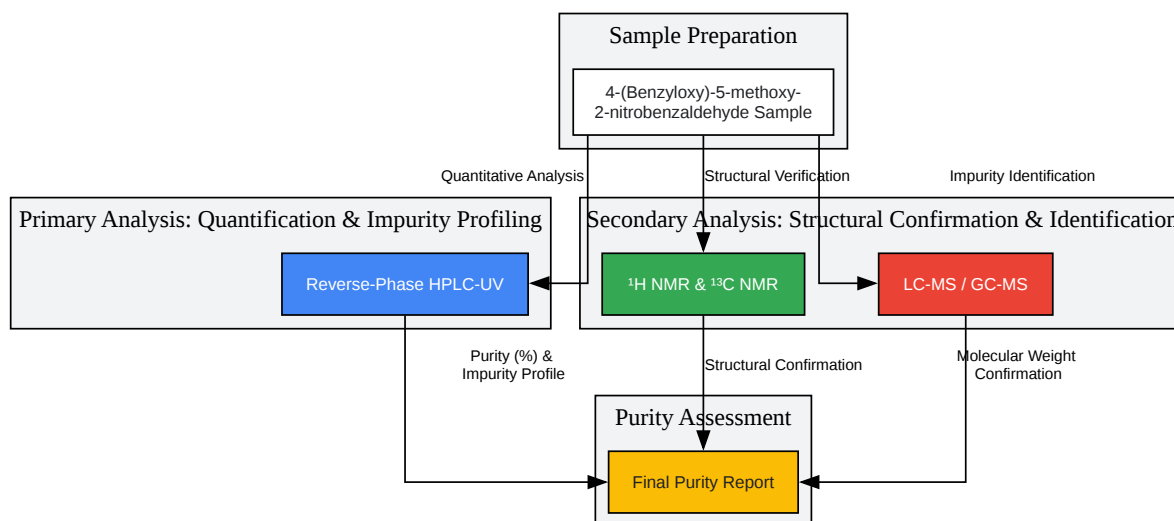 Sample Preparation
4-(Benzyloxy)-5-methoxy-
2-nitrobenzaldehyde Sample
Quantitative Analysis
Structural Verification
Impurity Identification
Primary Analysis: Quantification & Impurity Profiling
Secondary Analysis: Structural Confirmation & Identification
Reverse-Phase HPLC-UV
¹H NMR & ¹³C NMR
LC-MS / GC-MS
Purity (%) &
Impurity Profile
Structural Confirmation
Molecular Weight
Confirmation
Purity Assessment
Final Purity Report